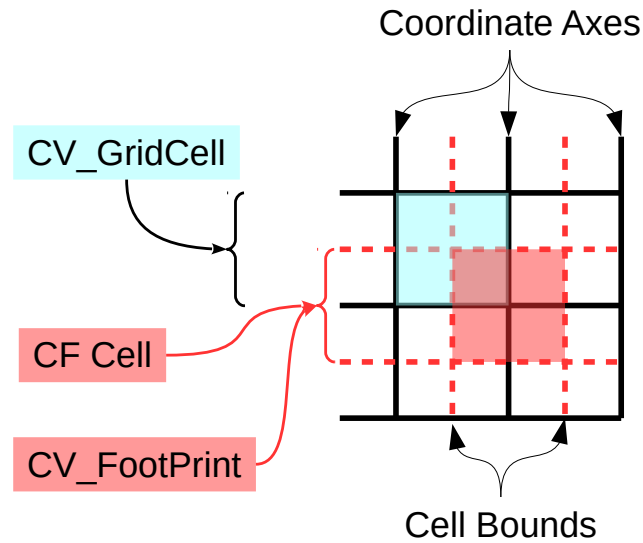 Coordinate Axes
CV_GridCell
CF Cell
CV_FootPrint
Cell Bounds